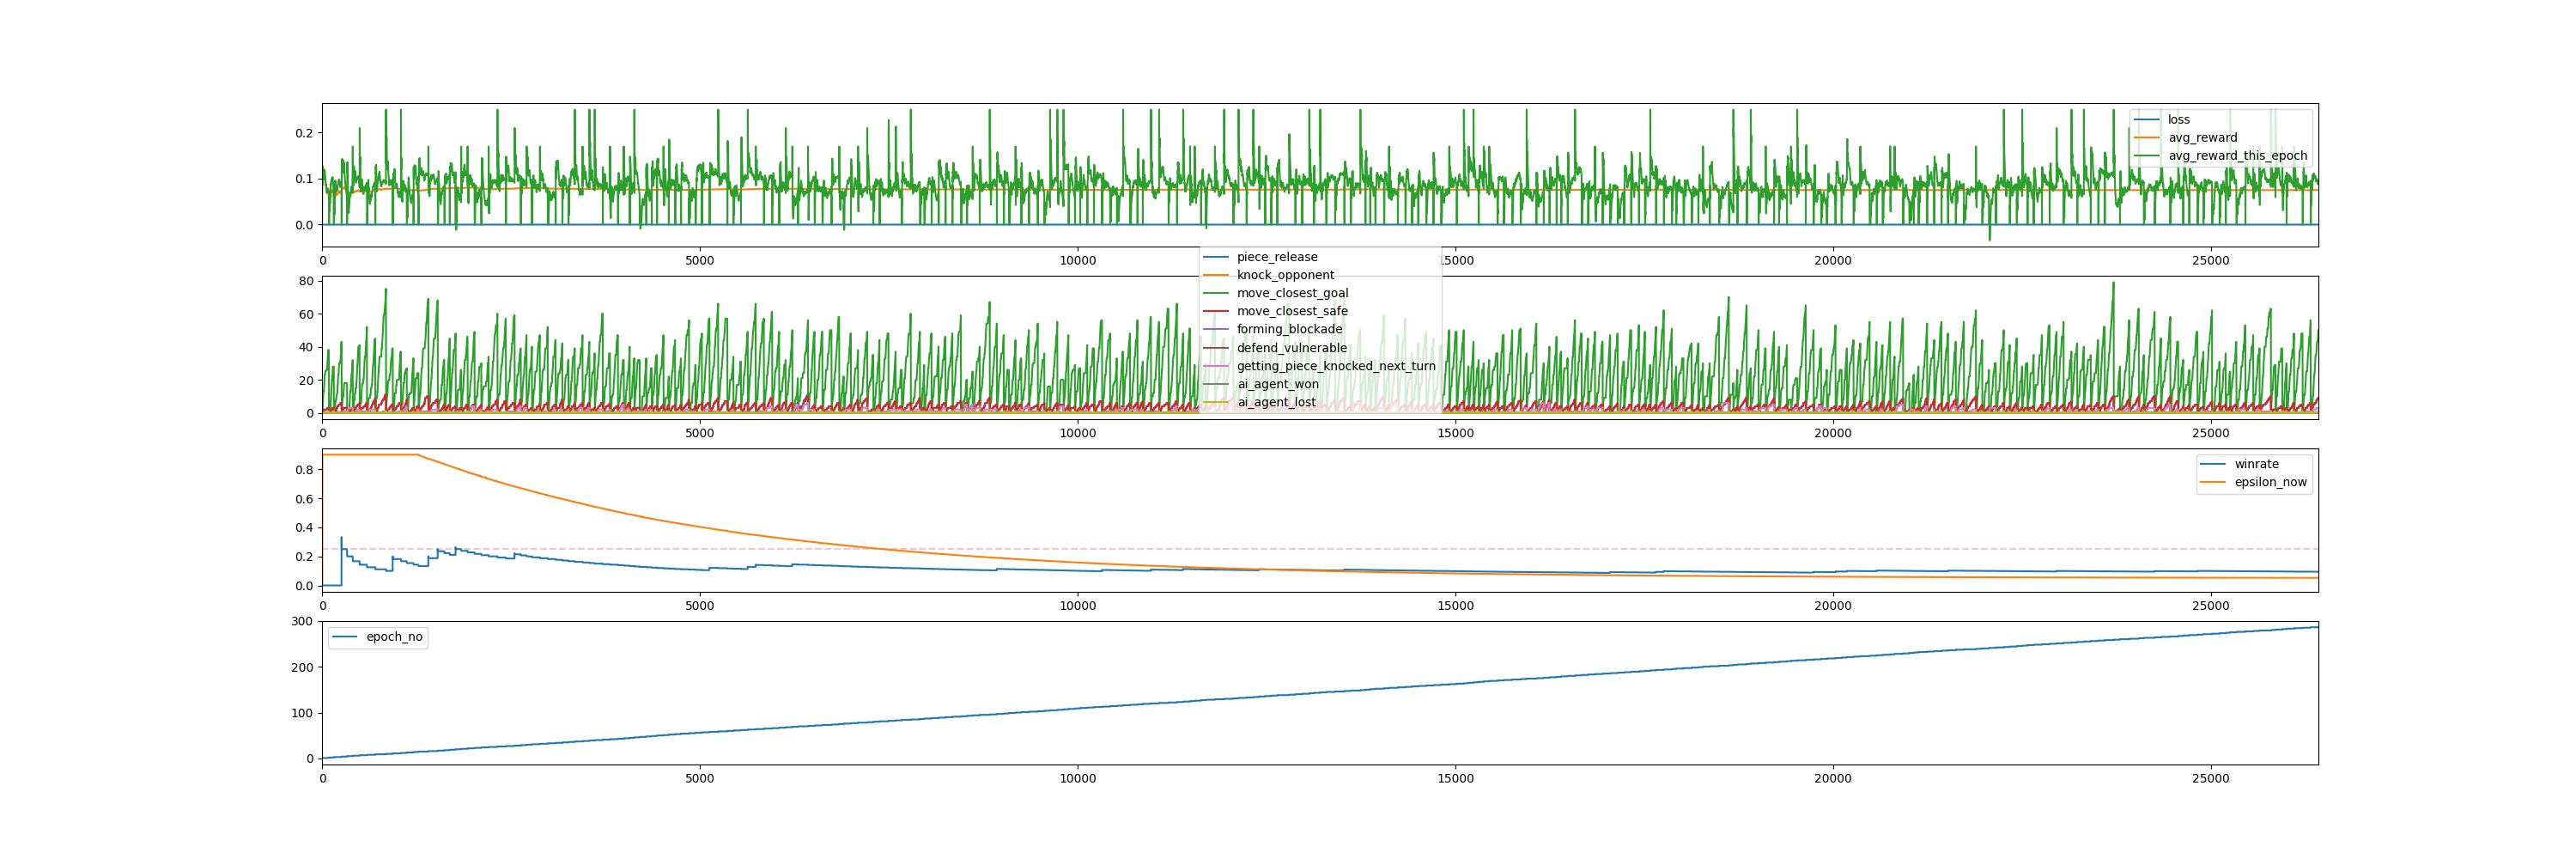 0.2
0.1
0.0
loss
avg_reward
avg_reward_this_epoch
0 5000 10000 15000 20000 25000
piece_release
knock_opponent
move_closest_goal
move_closest_safe
forming_blockade
defend_vulnerable
getting_piece_knocked_next_turn
ai_agent_won
ai_agent_lost
80
60
40
20
0
0 5000 10000 15000 20000 25000
0.8
0.6
0.4
0.2
0.0
winrate
epsilon_now
0 5000 10000 15000 20000 25000
300
200
100
0
epoch_no
0 5000 10000 15000 20000 25000